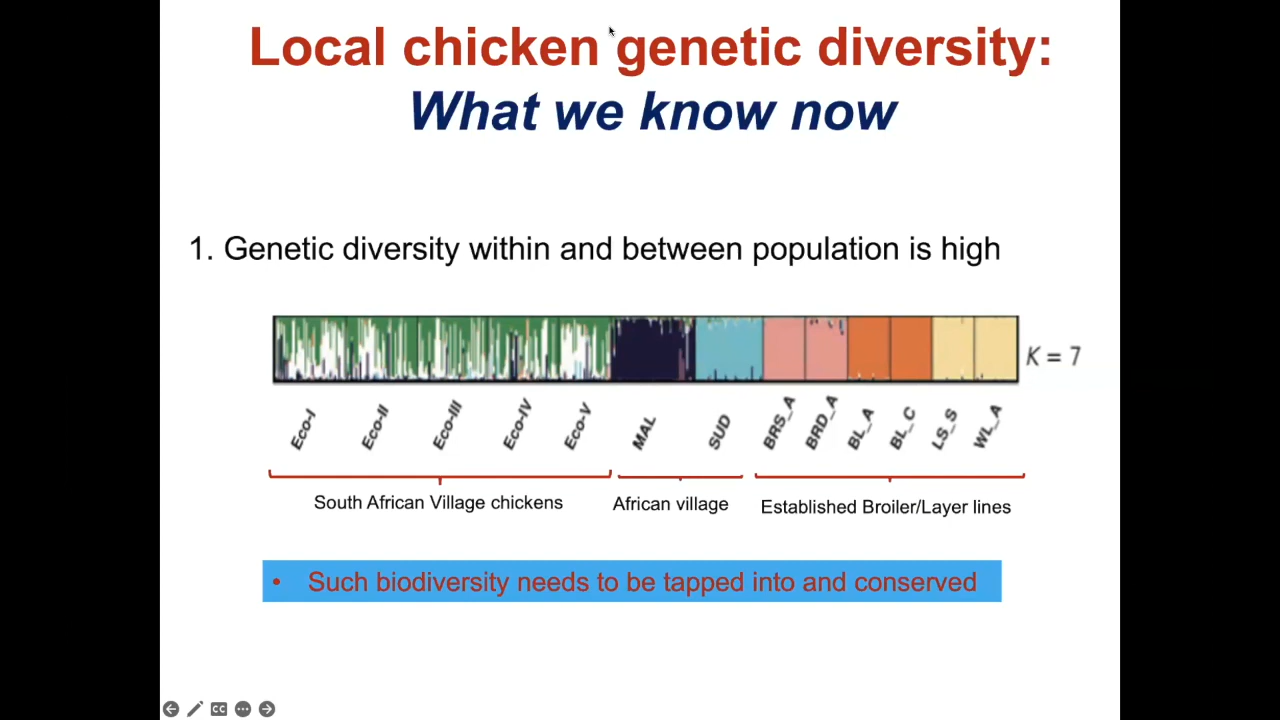 Local chicken genetic diversity:
What we know now
1. Genetic diversity within and between population is high
K = 7
Eco-I Eco-II Eco-III Eco-IV Eco-V MAL SUD BRS_A BRD_A BL_A BL_C LS_S WL_A
South African Village chickens African village Established Broiler/Layer lines
• Such biodiversity needs to be tapped into and conserved
CC